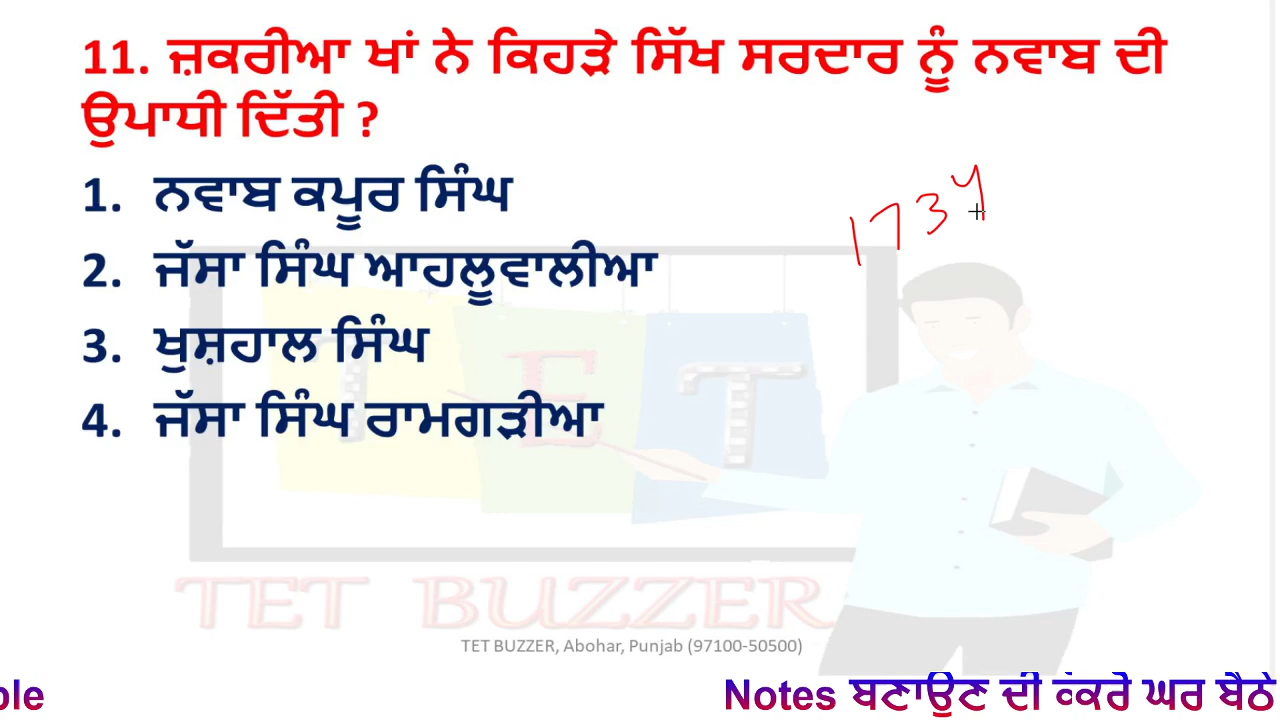 11. ਜ਼ਕਰੀਆ ਖਾਂ ਨੇ ਕਿਹੜੇ ਸਿੱਖ ਸਰਦਾਰ ਨੂੰ ਨਵਾਬ ਦੀ
ਉਪਾਧੀ ਦਿੱਤੀ ?
1. ਨਵਾਬ ਕਪੂਰ ਸਿੰਘ
1734
2. ਜੱਸਾ ਸਿੰਘ ਆਹਲੂਵਾਲੀਆ
3. ਖੁਸ਼ਹਾਲ ਸਿੰਘ
T E T
4. ਜੱਸਾ ਸਿੰਘ ਰਾਮਗੜੀਆ
TET BUZZER
TET BUZZER, Abohar, Punjab (97100-50500)
ble Notes ਬਣਾਉਣ ਦੀ ਘਰ ਬੈਠੇ